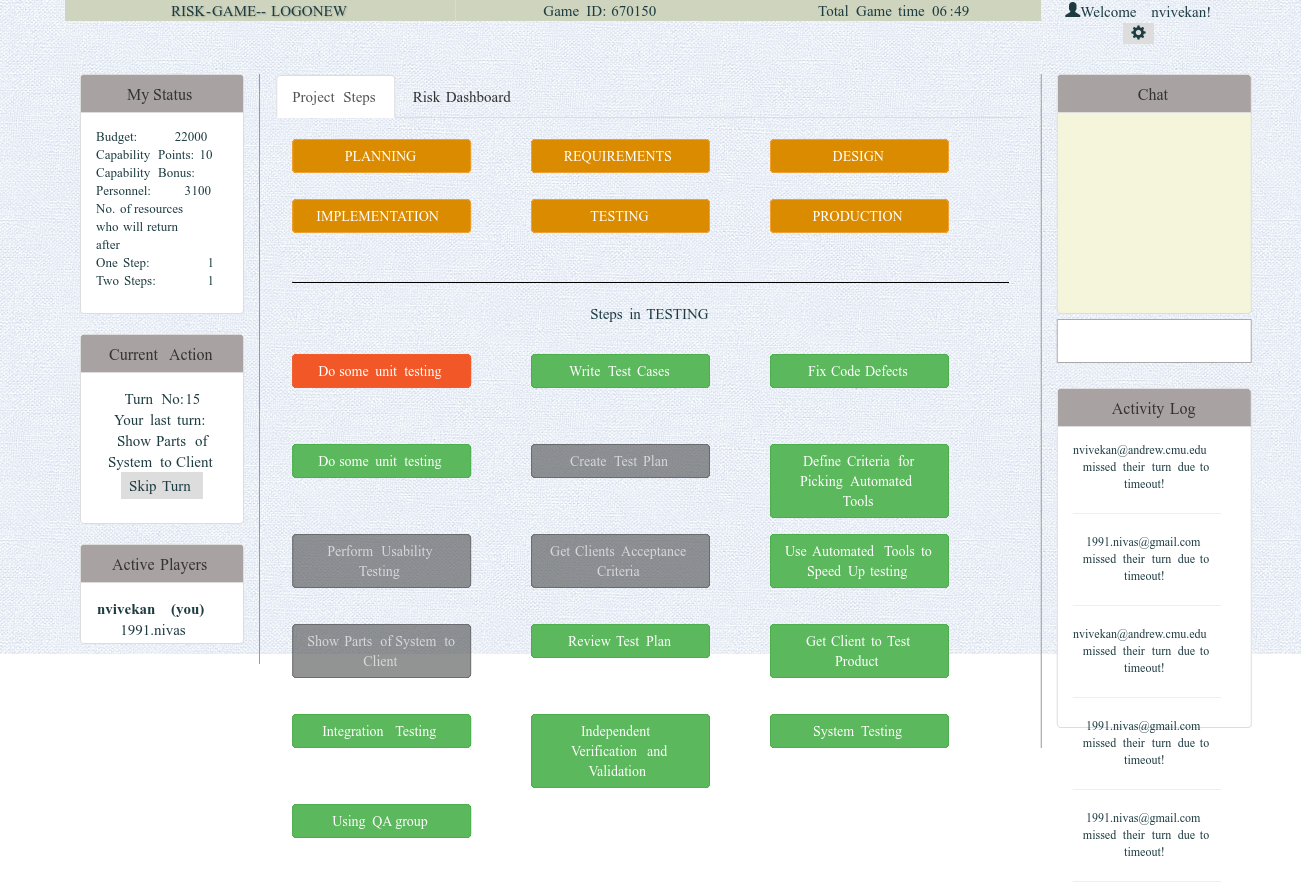 RISK-GAME-- LOGONEW
Game ID: 670150
Total Game time 06:49
Welcome nvivekan!
My Status
Budget: 22000
Capability Points: 10
Capability Bonus:
Personnel: 3100
No. of resources
who will return
after
One Step: 1
Two Steps: 1
Current Action
Turn No:15
Your last turn:
Show Parts of
System to Client
Skip Turn
Active Players
nvivekan (you)
1991.nivas
Project Steps
Risk Dashboard
PLANNING
REQUIREMENTS
DESIGN
IMPLEMENTATION
TESTING
PRODUCTION
Steps in TESTING
Do some unit testing
Write Test Cases
Fix Code Defects
Do some unit testing
Create Test Plan
Define Criteria for
Picking Automated
Tools
Perform Usability
Testing
Get Clients Acceptance
Criteria
Use Automated Tools to
Speed Up testing
Show Parts of System to
Client
Review Test Plan
Get Client to Test
Product
Integration Testing
Independent
Verification and
Validation
System Testing
Using QA group
Chat
Activity Log
nvivekan@andrew.cmu.edu
missed their turn due to
timeout!
1991.nivas@gmail.com
missed their turn due to
timeout!
nvivekan@andrew.cmu.edu
missed their turn due to
timeout!
1991.nivas@gmail.com
missed their turn due to
timeout!
1991.nivas@gmail.com
missed their turn due to
timeout!